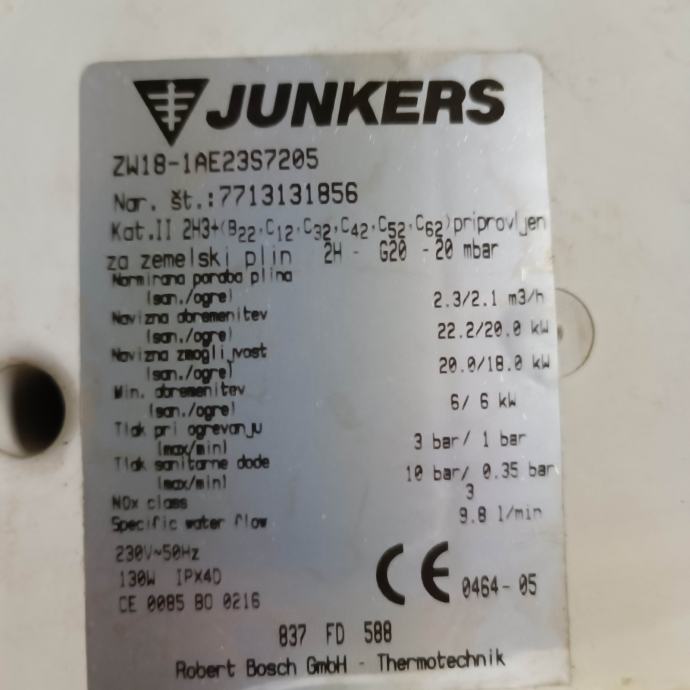 JUNKERS
ZW18-1AE23S7205
Nar. št.:7713131856
Kat.II 2H3+(B22,C12,C32,C42,C52,C62)priprovljen
za zemelski plin 2H - G20 - 20 mbar
Normirana poraba plina
(san./ogre) 2.3/2.1 m3/h
Navizna obremenitev
(san./ogre) 22.2/20.0 kW
Navizna zmogljivost
(san./ogre) 20.0/18.0 kW
Min. obremenitev
(san./ogre) 6/ 6 kW
Tlak pri ogrevanju
(max/min) 3 bar/ 1 bar
Tlak sanitarne dode
(max/min) 10 bar/ 0.35 bar
NOx class 3
Specific water flow 9.8 l/min
230V~50Hz
130W IPX4D
CE 0085 BO 0216
CE 0464-05
837 FD 588
Robert Bosch GmbH - Thermotechnik